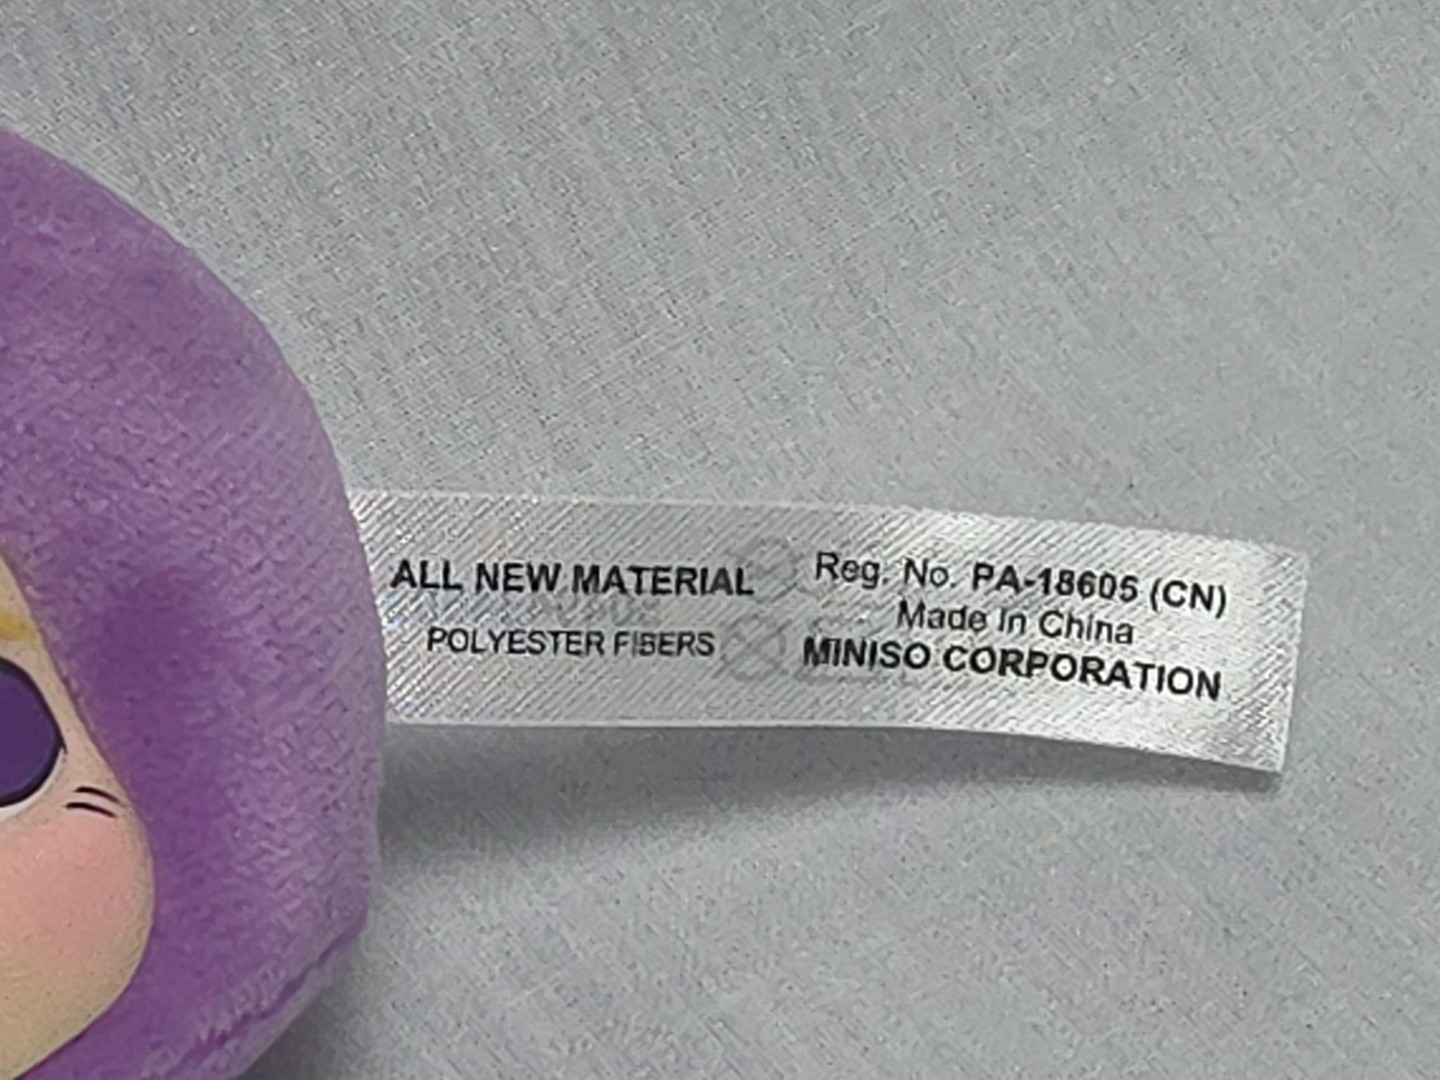 ALL NEW MATERIAL
POLYESTER FIBERS
Reg. No. PA-18605 (CN)
Made In China
MINISO CORPORATION